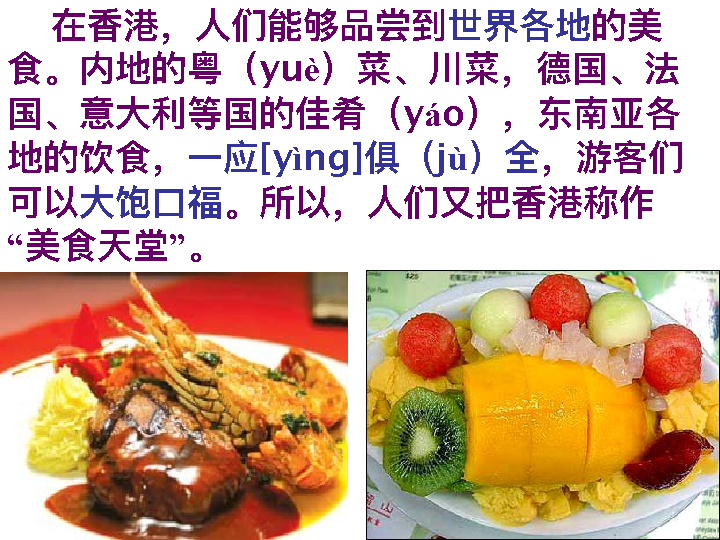 在香港，人们能够品尝到世界各地的美
食。内地的粤（yuè）菜、川菜，德国、法
国、意大利等国的佳肴（yáo），东南亚各
地的饮食，一应[yìng]俱（jù）全，游客们
可以大饱口福。所以，人们又把香港称作
“美食天堂”。